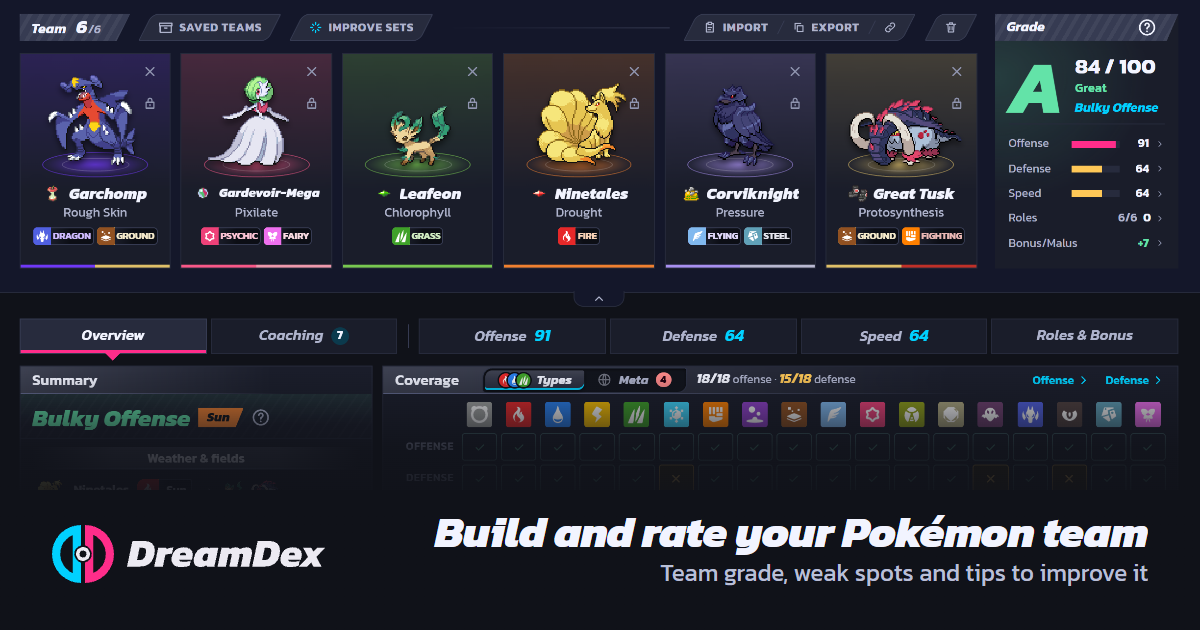 Team 6/6 SAVED TEAMS IMPROVE SETS IMPORT EXPORT Grade ?
A 84 / 100
Great
Bulky Offense
Offense 91
Defense 64
Speed 64
Roles 6/6 0
Bonus/Malus +7
Garchomp Gardevoir-Mega Leafeon Ninetales Corviknight Great Tusk
Rough Skin Pixilate Chlorophyll Drought Pressure Protosynthesis
DRAGON GROUND PSYCHIC FAIRY GRASS FIRE FLYING STEEL GROUND FIGHTING
Overview Coaching 7 Offense 91 Defense 64 Speed 64 Roles & Bonus
Summary Coverage Types Meta 4 18/18 offense · 15/18 defense Offense Defense
Bulky Offense Sun ?
OFFENSE
Weather & fields
DEFENSE
Ninetales Sun
Build and rate your Pokémon team
DreamDex
Team grade, weak spots and tips to improve it